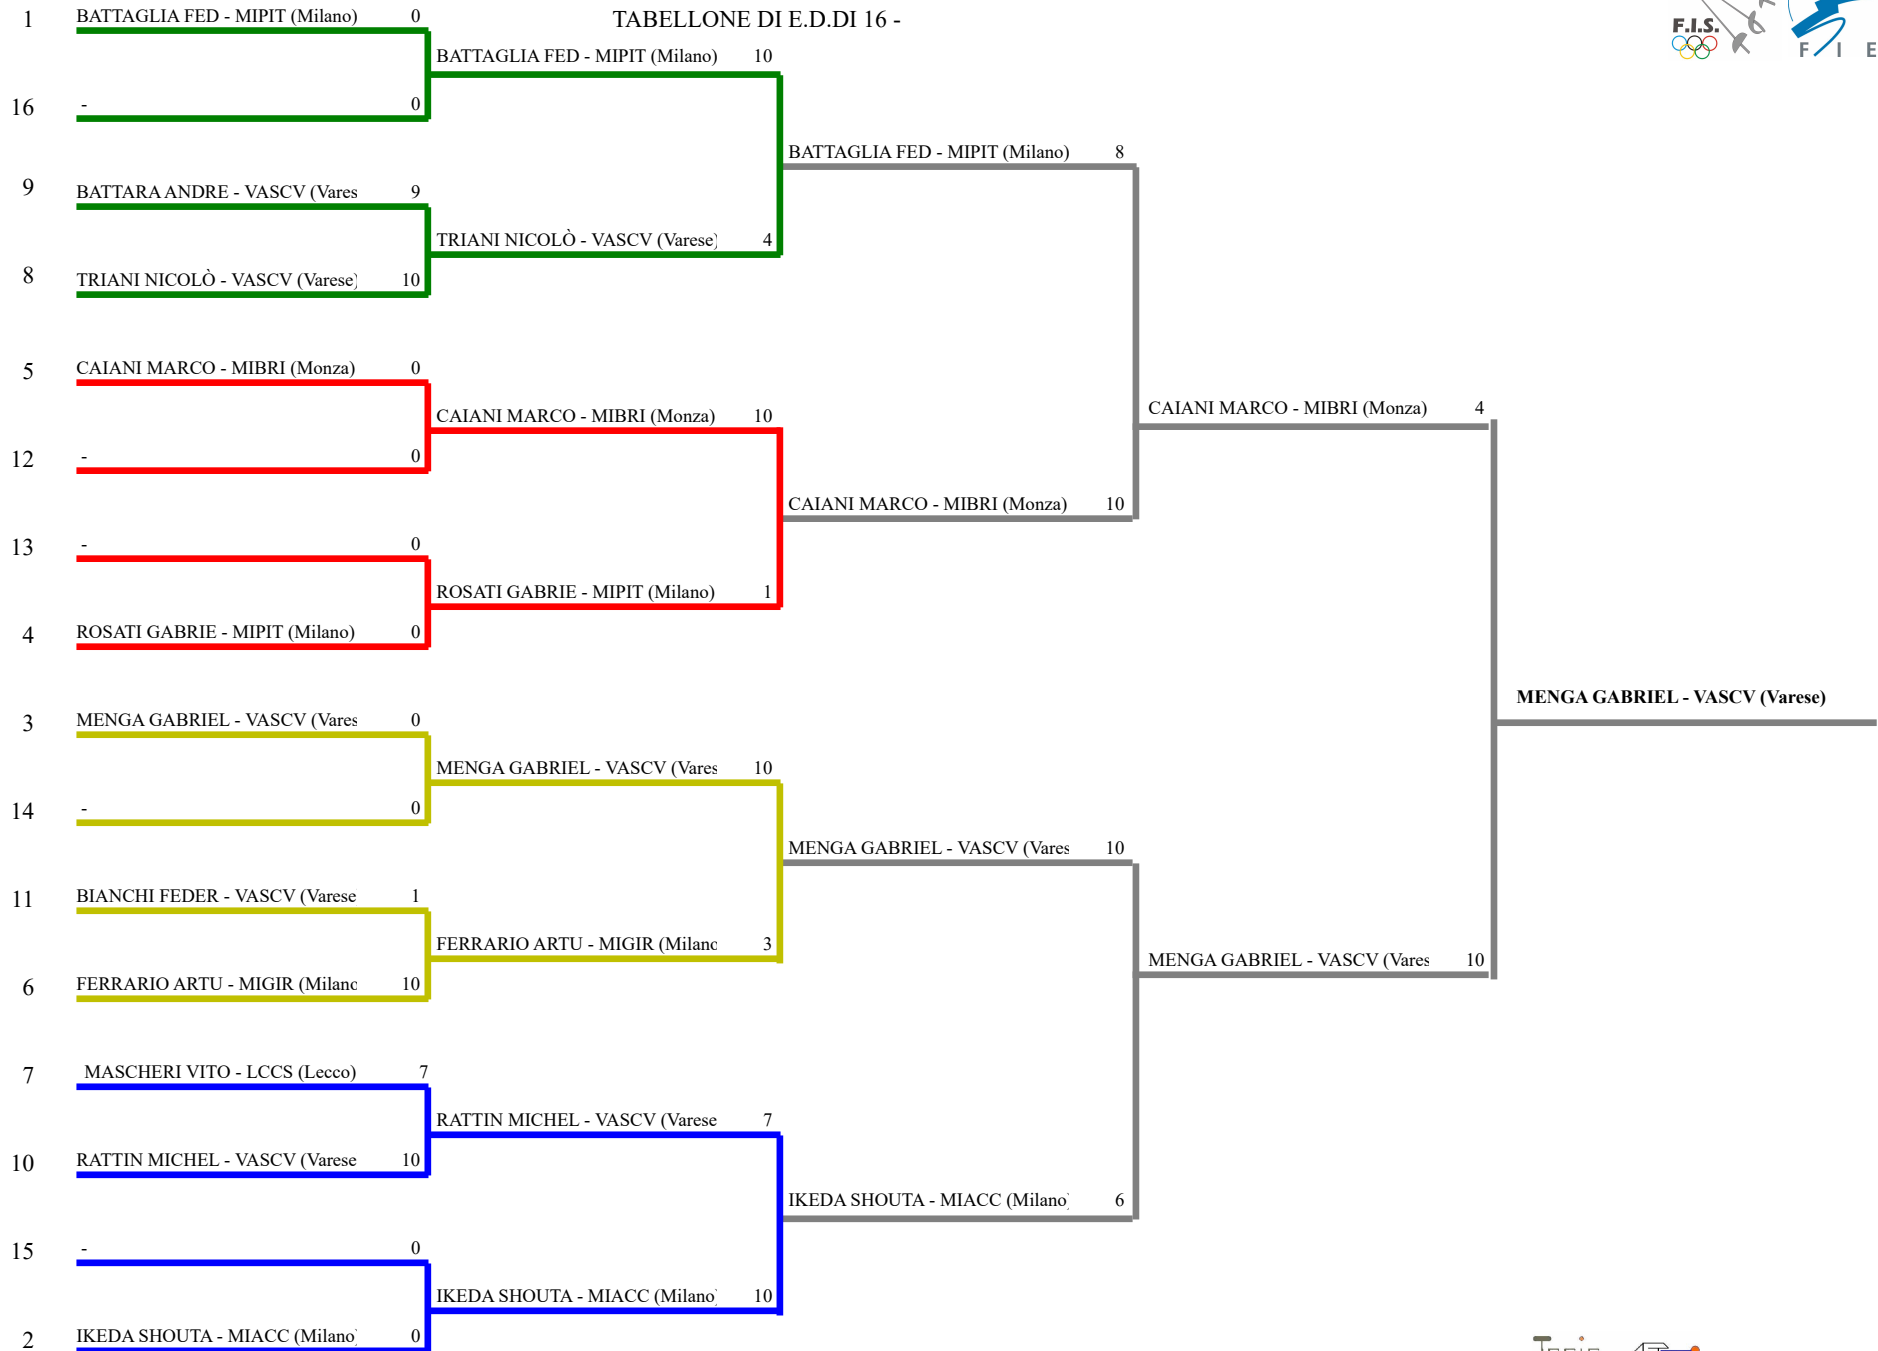 TABELLONE DI E.D.DI 16 -
F.I.S.
F I E
1 BATTAGLIA FED - MIPIT (Milano) 0
BATTAGLIA FED - MIPIT (Milano) 10
16 - 0
BATTAGLIA FED - MIPIT (Milano) 8
9 BATTARA ANDRE - VASCV (Vares 9
TRIANI NICOLÒ - VASCV (Varese) 4
8 TRIANI NICOLÒ - VASCV (Varese) 10
5 CAIANI MARCO - MIBRI (Monza) 0
CAIANI MARCO - MIBRI (Monza) 10
CAIANI MARCO - MIBRI (Monza) 4
12 - 0
CAIANI MARCO - MIBRI (Monza) 10
13 - 0
ROSATI GABRIE - MIPIT (Milano) 1
4 ROSATI GABRIE - MIPIT (Milano) 0
MENGA GABRIEL - VASCV (Varese)
3 MENGA GABRIEL - VASCV (Vares 0
MENGA GABRIEL - VASCV (Vares 10
14 - 0
MENGA GABRIEL - VASCV (Vares 10
11 BIANCHI FEDER - VASCV (Varese 1
FERRARIO ARTU - MIGIR (Milano 3
MENGA GABRIEL - VASCV (Vares 10
6 FERRARIO ARTU - MIGIR (Milano 10
7 MASCHERI VITO - LCCS (Lecco) 7
RATTIN MICHEL - VASCV (Varese 7
10 RATTIN MICHEL - VASCV (Varese 10
IKEDA SHOUTA - MIACC (Milano) 6
15 - 0
IKEDA SHOUTA - MIACC (Milano) 10
2 IKEDA SHOUTA - MIACC (Milano) 0